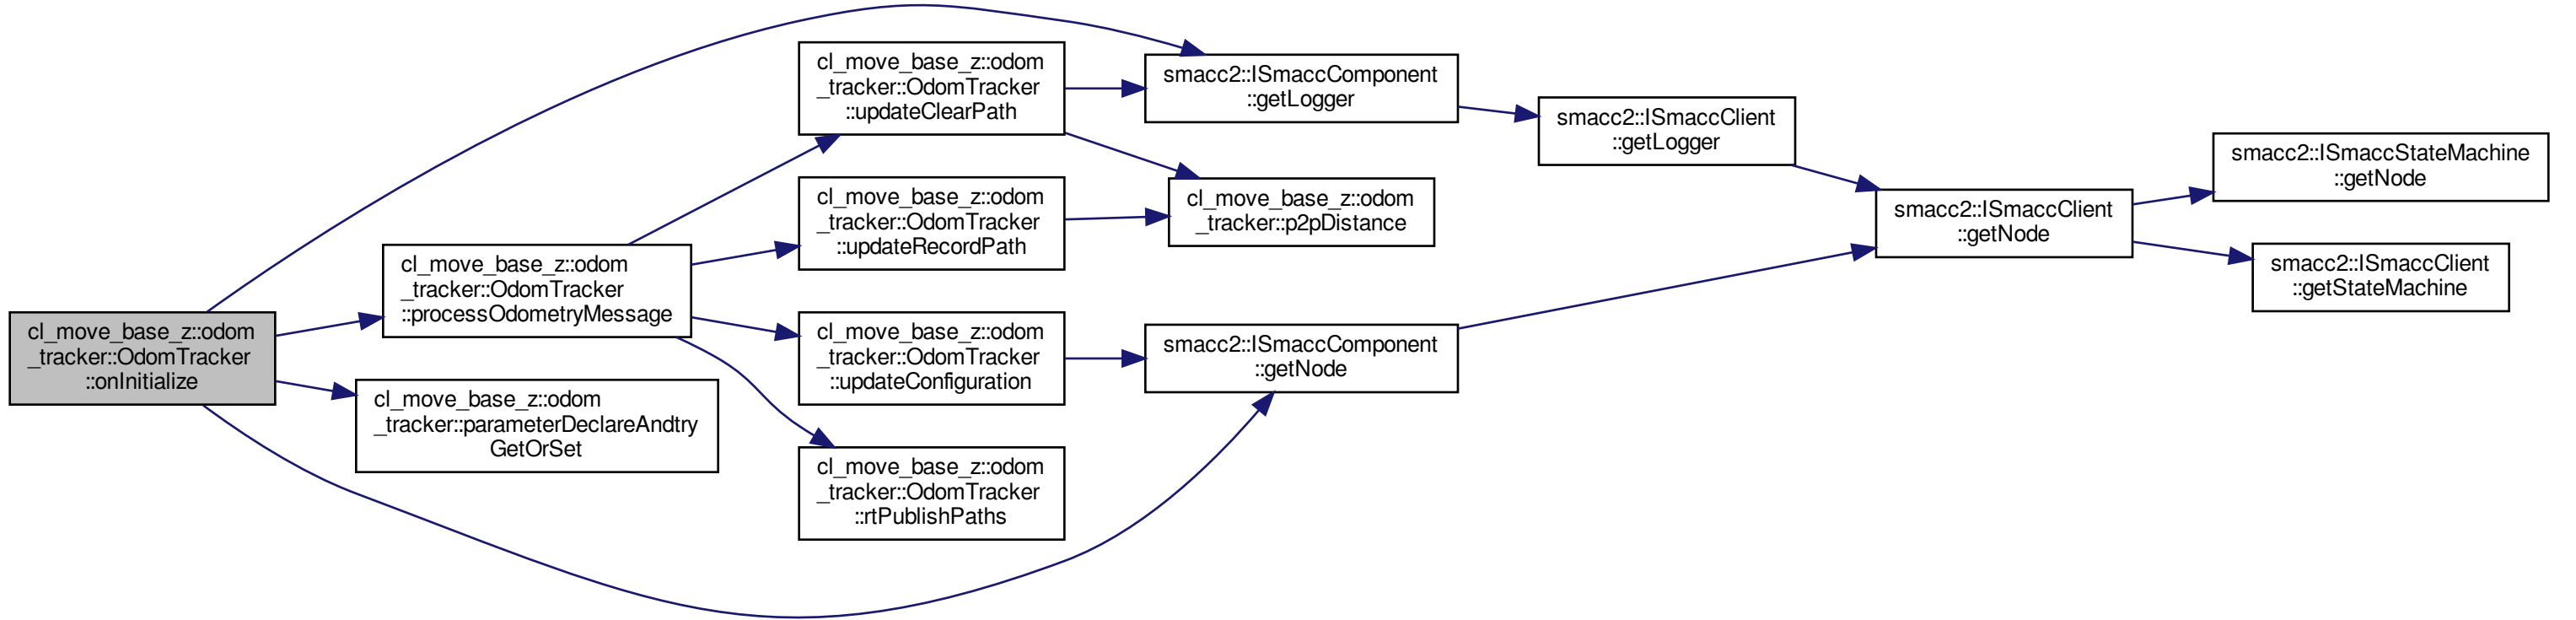 cl_move_base_z::odom
_tracker::OdomTracker
::onInitialize
cl_move_base_z::odom
_tracker::OdomTracker
::processOdometryMessage
cl_move_base_z::odom
_tracker::parameterDeclareAndtry
GetOrSet
cl_move_base_z::odom
_tracker::OdomTracker
::updateClearPath
cl_move_base_z::odom
_tracker::OdomTracker
::updateRecordPath
cl_move_base_z::odom
_tracker::OdomTracker
::updateConfiguration
cl_move_base_z::odom
_tracker::OdomTracker
::rtPublishPaths
smacc2::ISmaccComponent
::getLogger
cl_move_base_z::odom
_tracker::p2pDistance
smacc2::ISmaccComponent
::getNode
smacc2::ISmaccClient
::getLogger
smacc2::ISmaccClient
::getNode
smacc2::ISmaccStateMachine
::getNode
smacc2::ISmaccClient
::getStateMachine